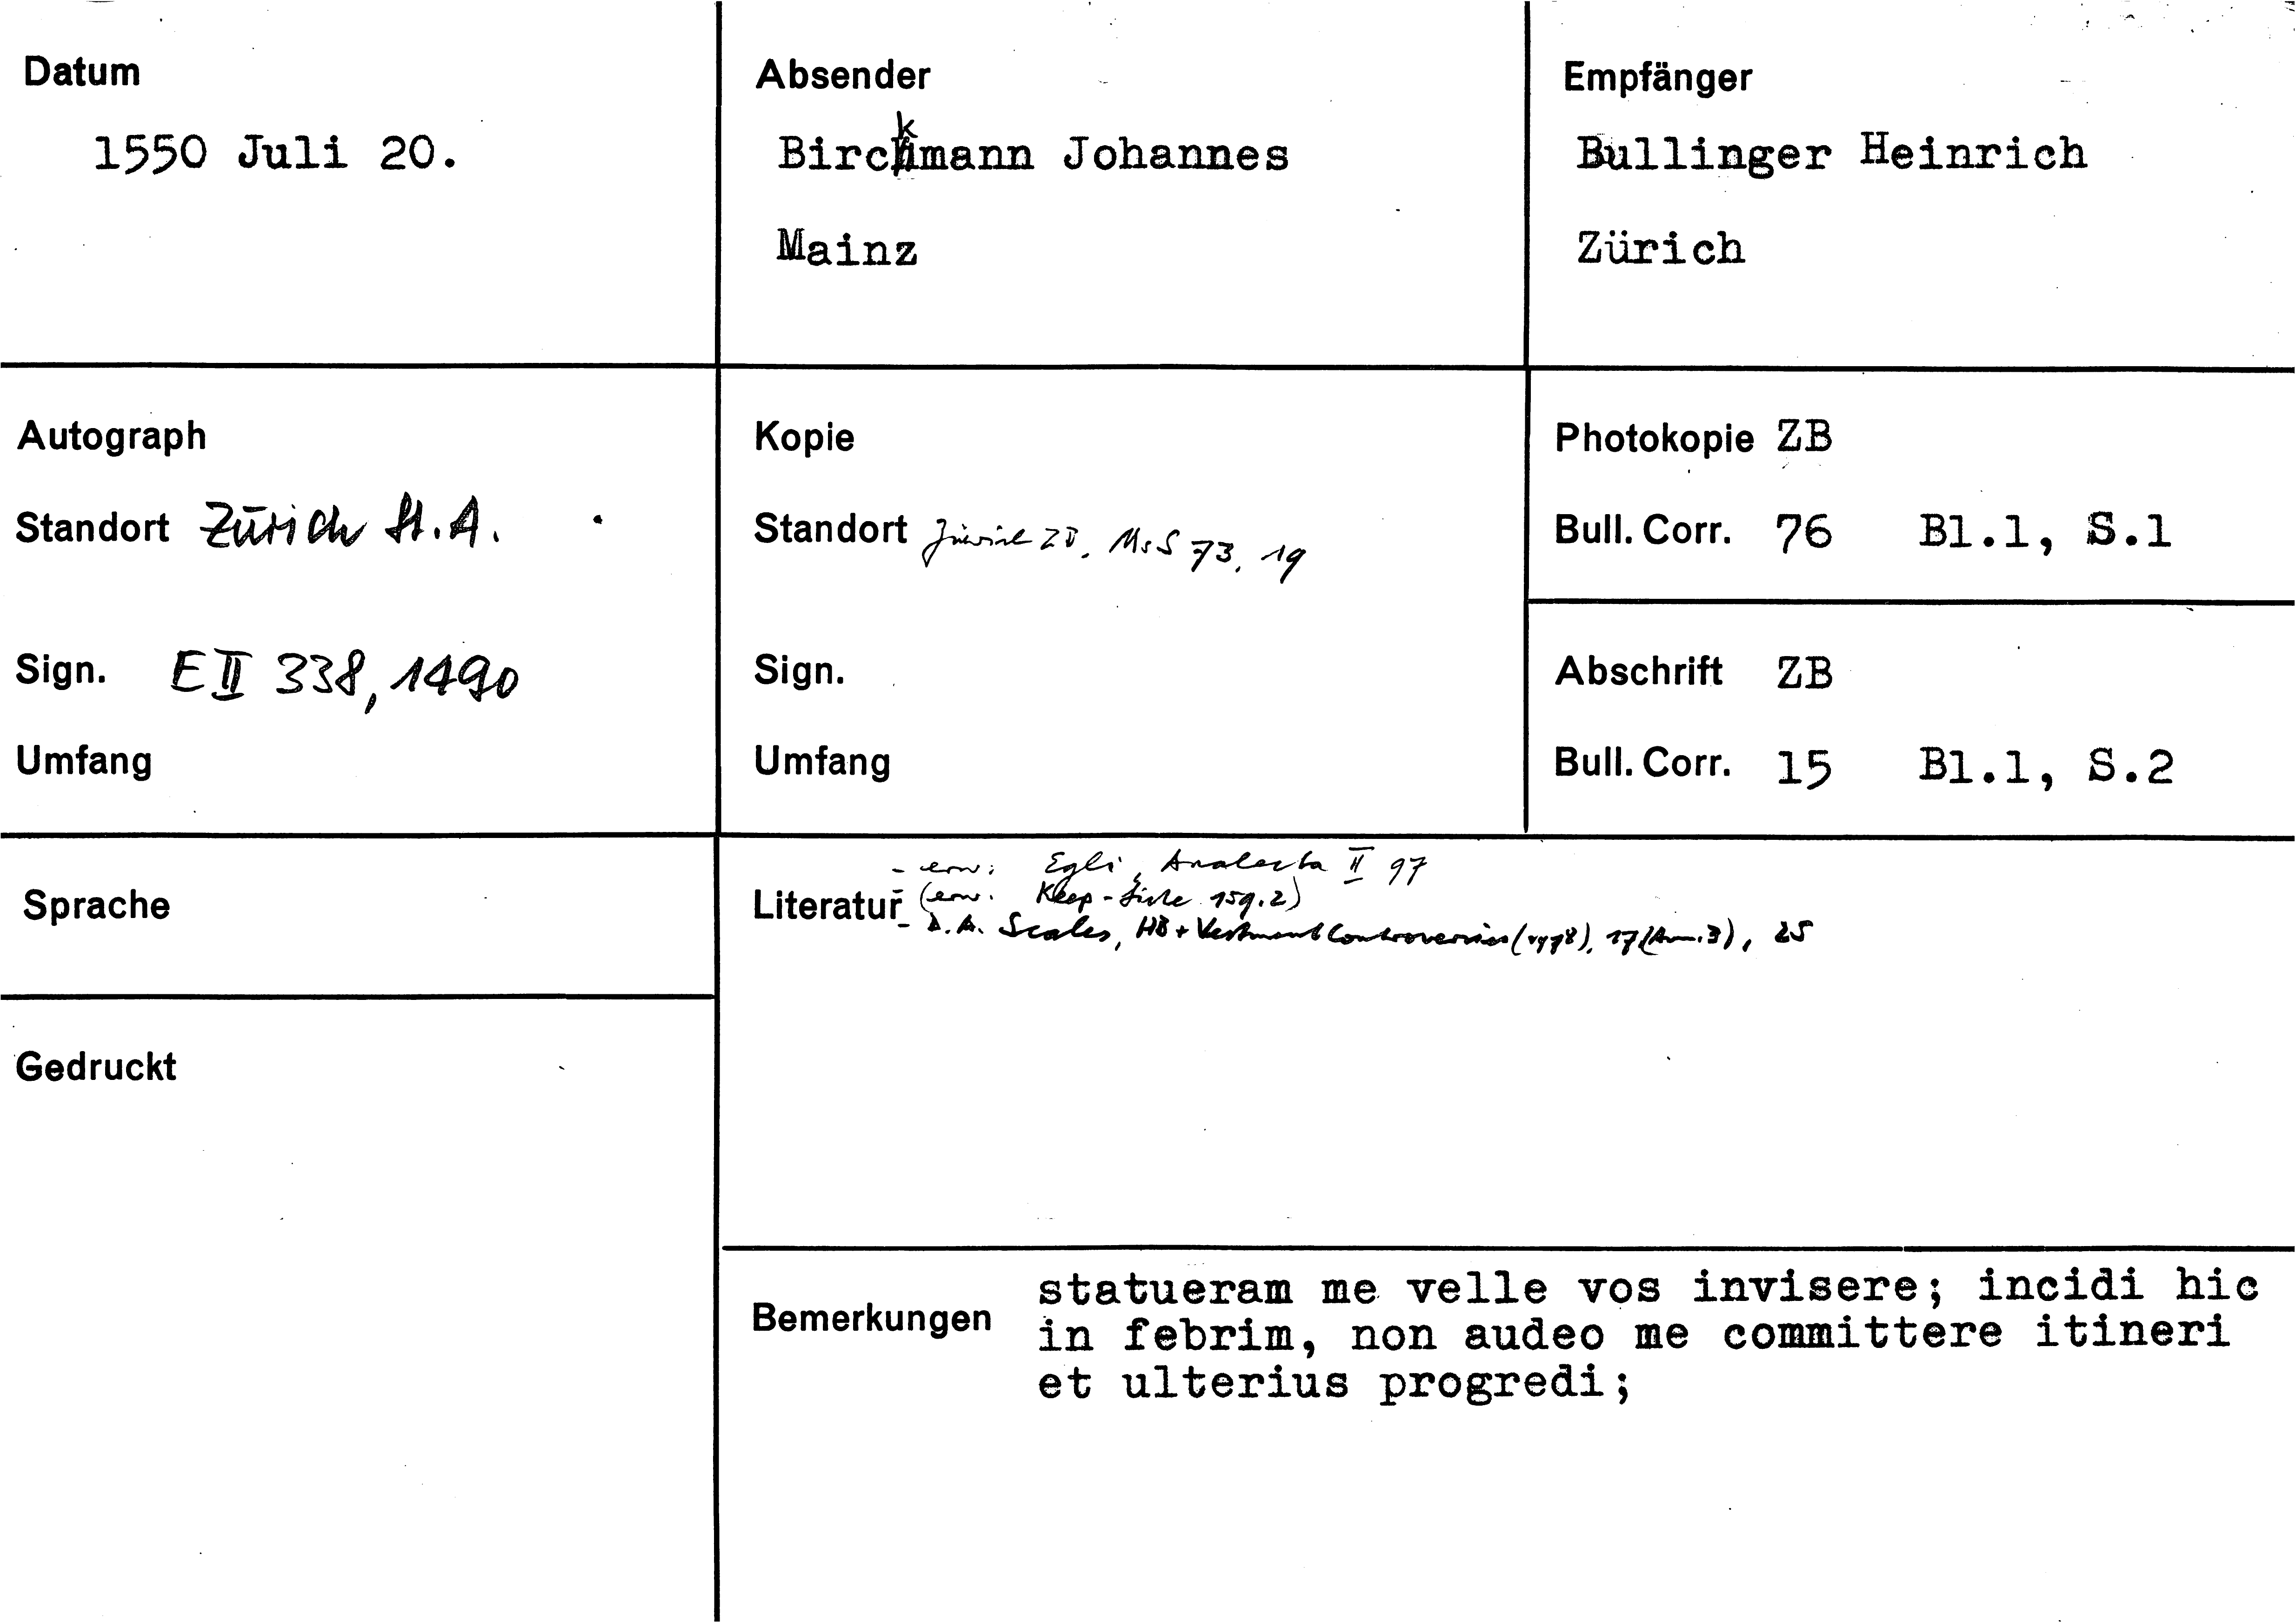 Datum
1550 Juli 20.
Absender
Birckmann Johannes
Mainz
Empfänger
Bullinger Heinrich
Zürich
Autograph
Standort Zürich St.A.
Sign. E II 338, 1490
Umfang
Kopie
Standort Zürich ZB, Ms S 73, 19
Sign.
Umfang
Photokopie ZB
Bull. Corr. 76 Bl.1, S.1
Abschrift ZB
Bull. Corr. 15 Bl.1, S.2
Sprache
Gedruckt
Literatur
- erw: Egli, Analecta II 97
- (erw. Keep-Liste 159.2)
- D.A. Scales, HB + Vestment Controversies (1978), 17 (Anm. 3), 25
Bemerkungen
statueram me velle vos invisere; incidi hic
in febrim, non audeo me committere itineri
et ulterius progredi;